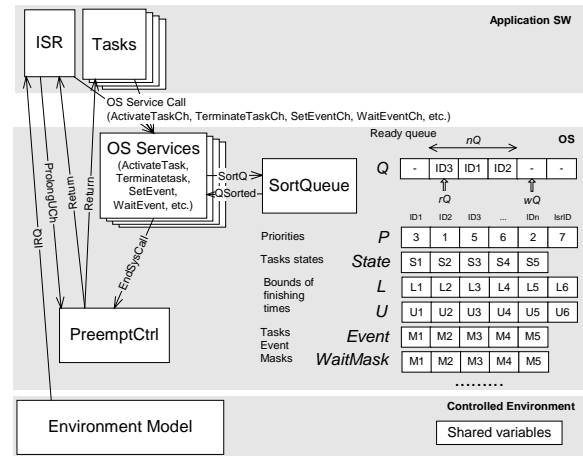 Application SW
ISR
Tasks
OS Service Call
(ActivateTaskCh, TerminateTaskCh, SetEventCh, WaitEventCh, etc.)
OS
Ready queue
nQ
OS Services
(ActivateTask,
Terminatetask,
SetEvent,
WaitEvent, etc.)
SortQ
QSorted
SortQueue
Q - ID3 ID1 ID2 - -
rQ wQ
ProlongUCh
Return
Return
IRQ
EndSysCall
PreemptCtrl
ID1 ID2 ID3 ... IDn IsrID
Priorities P 3 1 5 6 2 7
Tasks states State S1 S2 S3 S4 S5
Bounds of
finishing
times
L L1 L2 L3 L4 L5 L6
U U1 U2 U3 U4 U5 U6
Tasks
Event
Masks
Event M1 M2 M3 M4 M5
WaitMask M1 M2 M3 M4 M5
.........
Controlled Environment
Environment Model
Shared variables